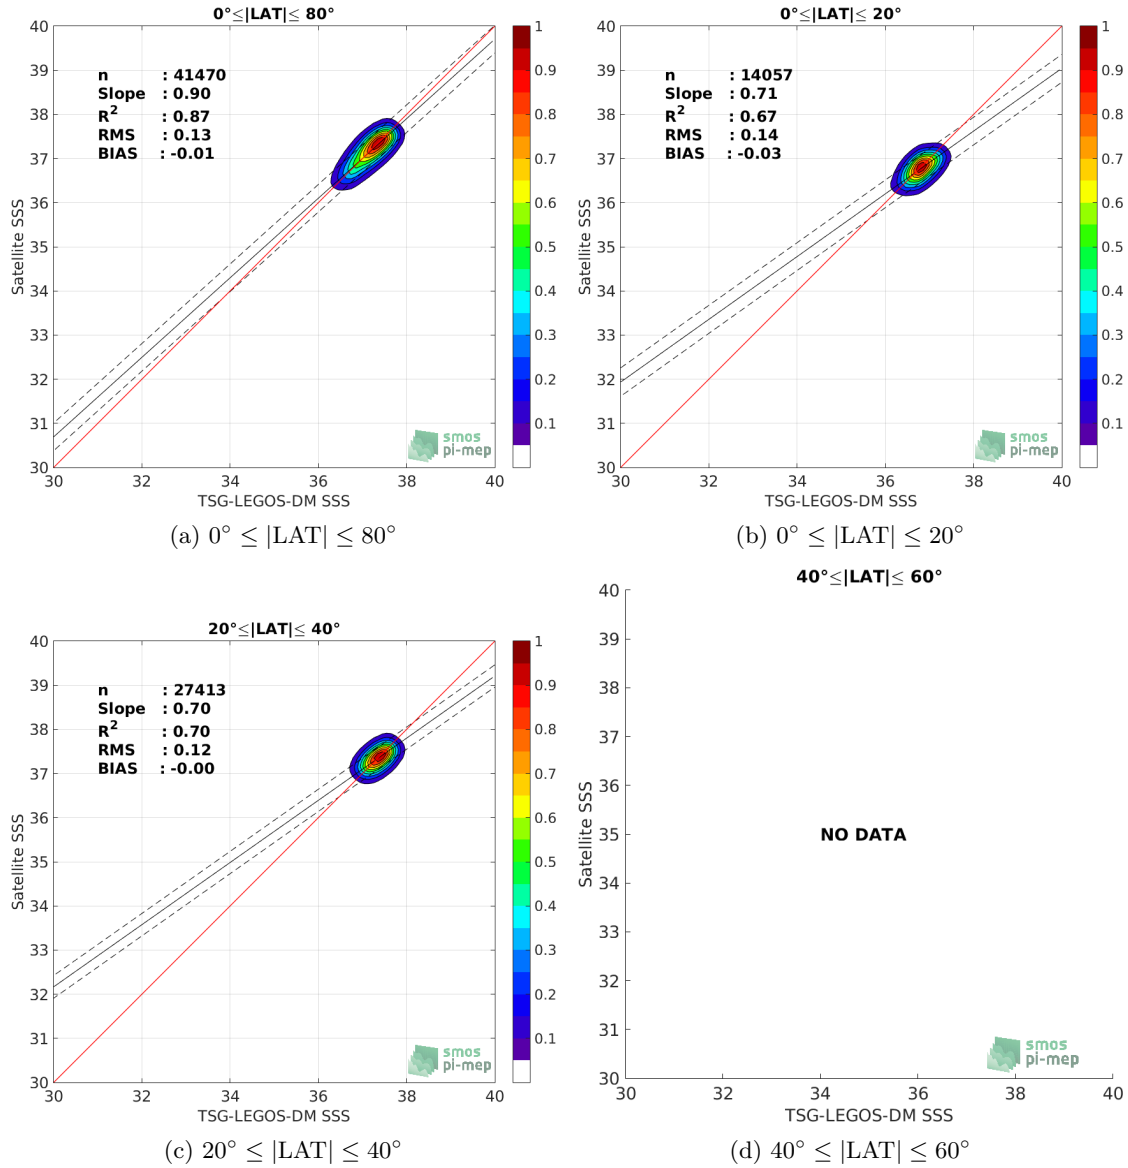 0°≤|LAT|≤ 80°
n : 41470
Slope : 0.90
R² : 0.87
RMS : 0.13
BIAS : -0.01
40
39
38
37
36
35
34
33
32
31
30
30 32 34 36 38 40
Satellite SSS
TSG-LEGOS-DM SSS
1
0.9
0.8
0.7
0.6
0.5
0.4
0.3
0.2
0.1
smos
pi-mep
(a) 0° ≤ |LAT| ≤ 80°
0°≤|LAT|≤ 20°
n : 14057
Slope : 0.71
R² : 0.67
RMS : 0.14
BIAS : -0.03
40
39
38
37
36
35
34
33
32
31
30
30 32 34 36 38 40
Satellite SSS
TSG-LEGOS-DM SSS
1
0.9
0.8
0.7
0.6
0.5
0.4
0.3
0.2
0.1
smos
pi-mep
(b) 0° ≤ |LAT| ≤ 20°
20°≤|LAT|≤ 40°
n : 27413
Slope : 0.70
R² : 0.70
RMS : 0.12
BIAS : -0.00
40
39
38
37
36
35
34
33
32
31
30
30 32 34 36 38 40
Satellite SSS
TSG-LEGOS-DM SSS
1
0.9
0.8
0.7
0.6
0.5
0.4
0.3
0.2
0.1
smos
pi-mep
(c) 20° ≤ |LAT| ≤ 40°
40°≤|LAT|≤ 60°
40
39
38
37
36
35
34
33
32
31
30
30 32 34 36 38 40
Satellite SSS
NO DATA
TSG-LEGOS-DM SSS
smos
pi-mep
(d) 40° ≤ |LAT| ≤ 60°